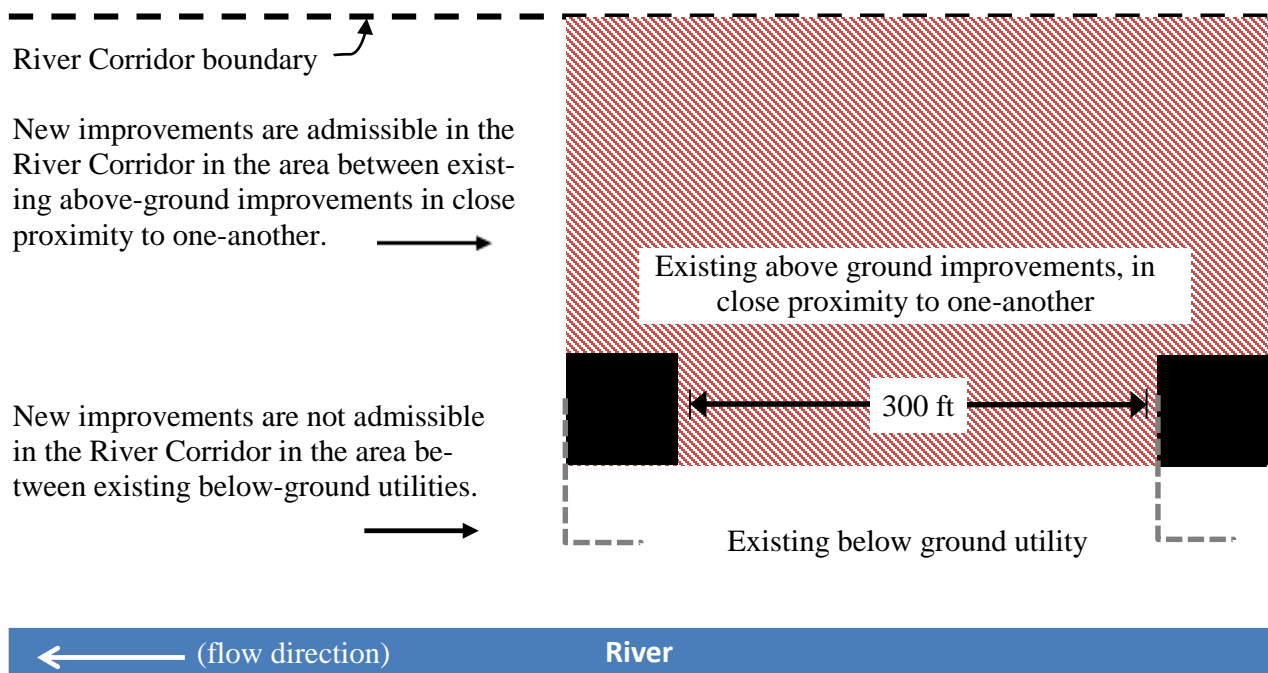 River Corridor boundary
New improvements are admissible in the
River Corridor in the area between exist-
ing above-ground improvements in close
proximity to one-another.
Existing above ground improvements, in
close proximity to one-another
300 ft
New improvements are not admissible
in the River Corridor in the area be-
tween existing below-ground utilities.
Existing below ground utility
(flow direction)
River